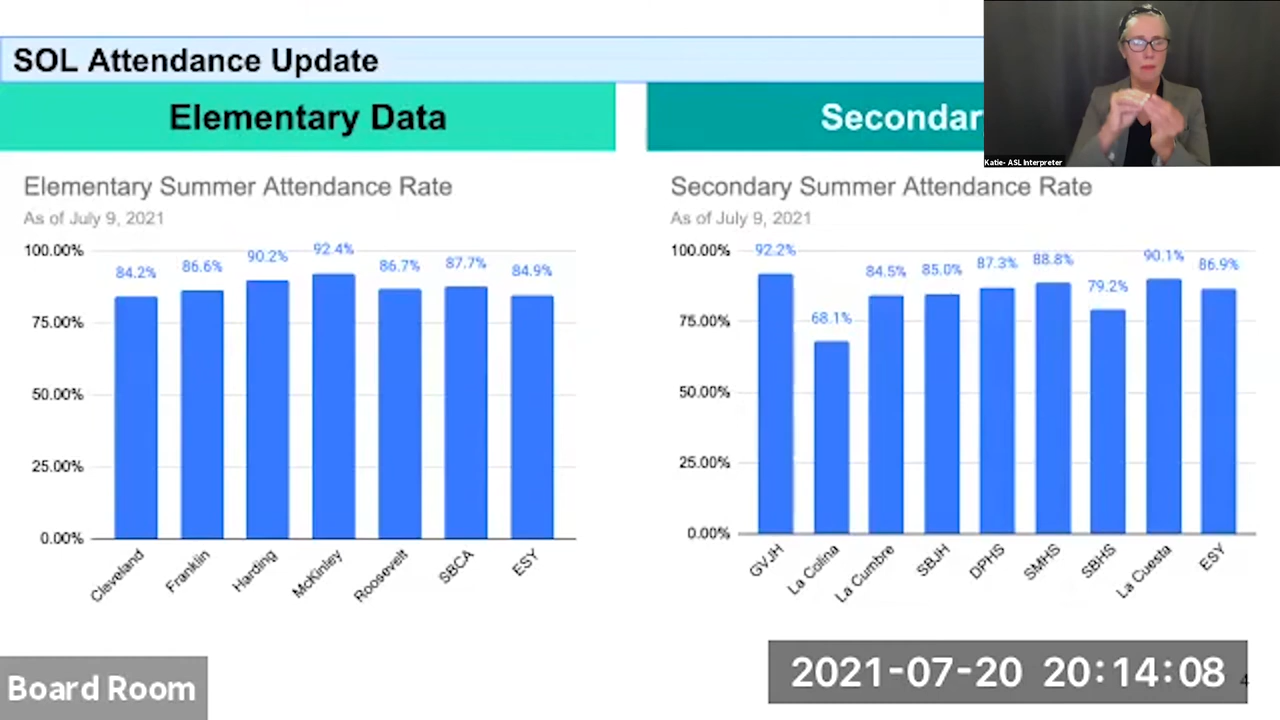 SOL Attendance Update
Elementary Data
Secondar
Katie- ASL Interpreter
Elementary Summer Attendance Rate
As of July 9, 2021
100.00%
75.00%
50.00%
25.00%
0.00%
84.2%
86.6%
90.2%
92.4%
86.7%
87.7%
84.9%
Cleveland
Franklin
Harding
McKinley
Roosevelt
SBCA
ESY
Secondary Summer Attendance Rate
As of July 9, 2021
100.00%
75.00%
50.00%
25.00%
0.00%
92.2%
68.1%
84.5%
85.0%
87.3%
88.8%
79.2%
90.1%
86.9%
GVJH
La Colina
La Cumbre
SBJH
DPHS
SMHS
SBHS
La Cuesta
ESY
Board Room
2021-07-20 20:14:08
4